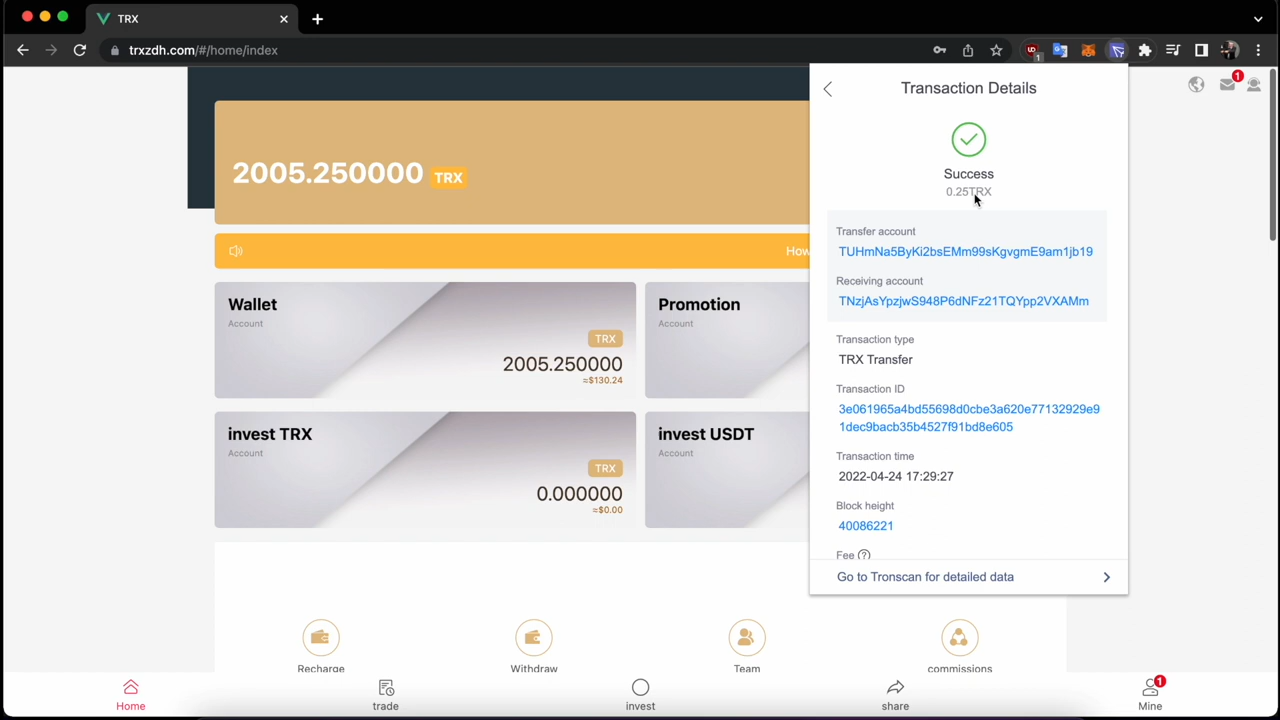 TRX
trxzdh.com/#/home/index
1
1
Transaction Details
Success
0.25TRX
Transfer account
TUHmNa5ByKi2bsEMm99sKgvgmE9am1jb19
Receiving account
TNzjAsYpzjwS948P6dNFz21TQYpp2VXAMm
Transaction type
TRX Transfer
Transaction ID
3e061965a4bd55698d0cbe3a620e77132929e9
1dec9bacb35b4527f91bd8e605
Transaction time
2022-04-24 17:29:27
Block height
40086221
Fee
Go to Tronscan for detailed data
2005.250000 TRX
How
Wallet
Account
TRX
2005.250000
≈$130.24
Promotion
Account
invest TRX
Account
TRX
0.000000
≈$0.00
invest USDT
Account
Recharge
Withdraw
Team
commissions
Home
trade
invest
share
1
Mine